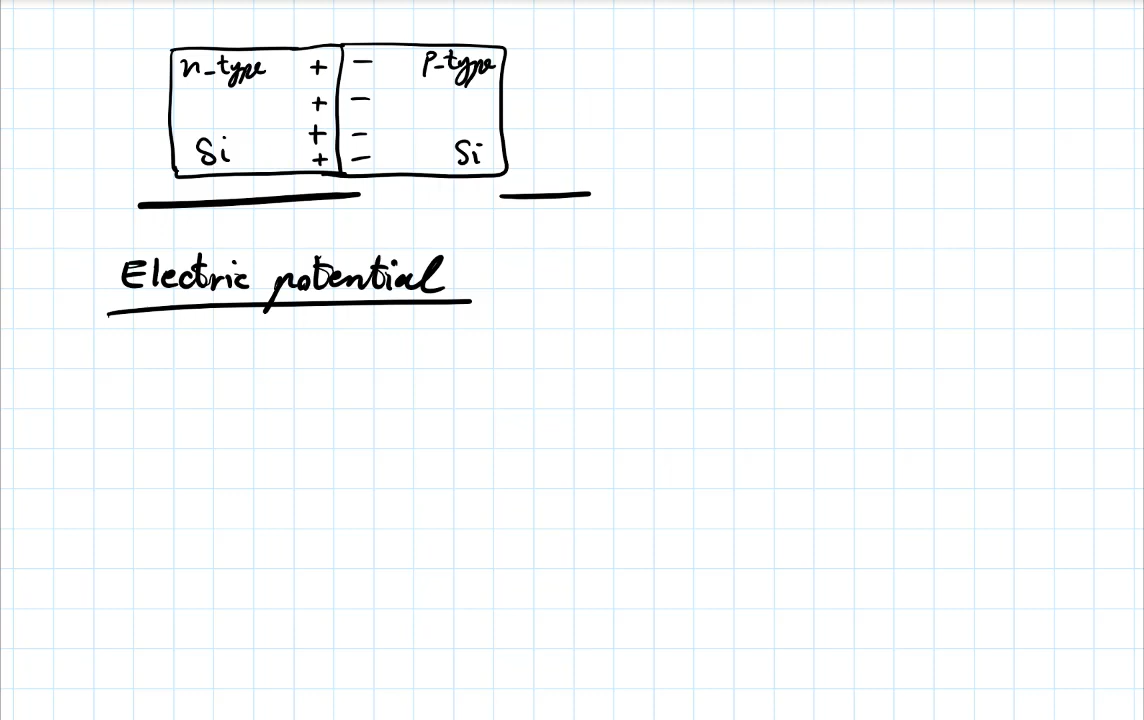 n-type + - p-type
+ -
+ -
Si + - Si
Electric potential